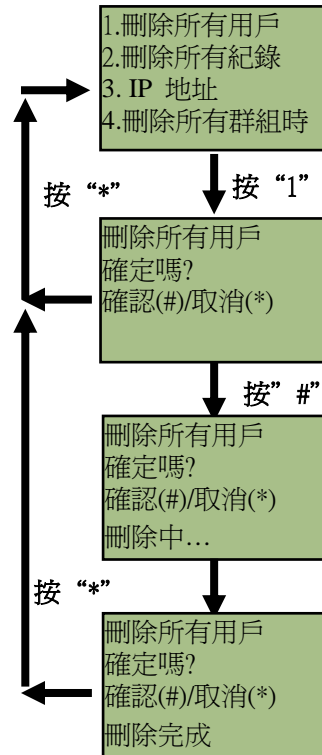 1.刪除所有用戶
2.刪除所有紀錄
3. IP 地址
4.刪除所有群組時
按 “*”
按 “1”
刪除所有用戶
確定嗎?
確認(#)/取消(*)
按” #”
刪除所有用戶
確定嗎?
確認(#)/取消(*)
刪除中…
按 “*”
刪除所有用戶
確定嗎?
確認(#)/取消(*)
刪除完成